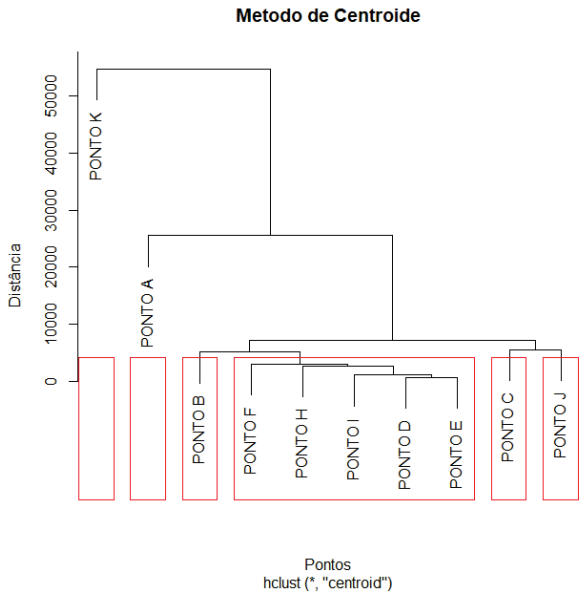 Metodo de Centroide
Distância
50000
40000
30000
20000
10000
0
PONTO K
PONTO A
PONTO B
PONTO F
PONTO H
PONTO I
PONTO D
PONTO E
PONTO C
PONTO J
Pontos
hclust (*, "centroid")